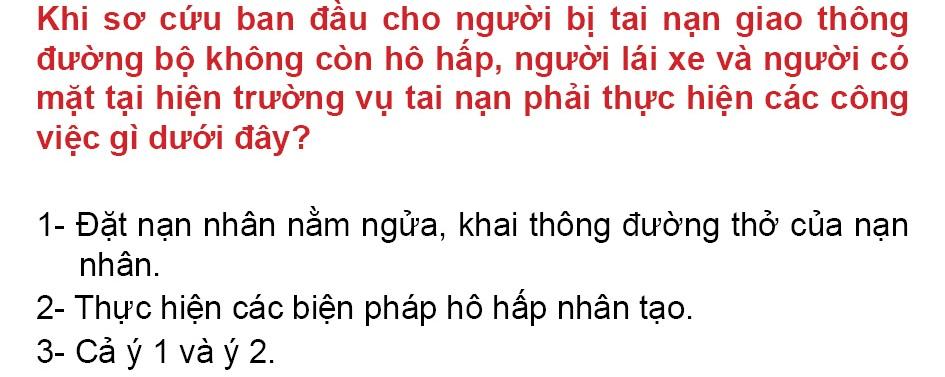 Khi sơ cứu ban đầu cho người bị tai nạn giao thông
đường bộ không còn hô hấp, người lái xe và người có
mặt tại hiện trường vụ tai nạn phải thực hiện các công
việc gì dưới đây?
1- Đặt nạn nhân nằm ngửa, khai thông đường thở của nạn
nhân.
2- Thực hiện các biện pháp hô hấp nhân tạo.
3- Cả ý 1 và ý 2.